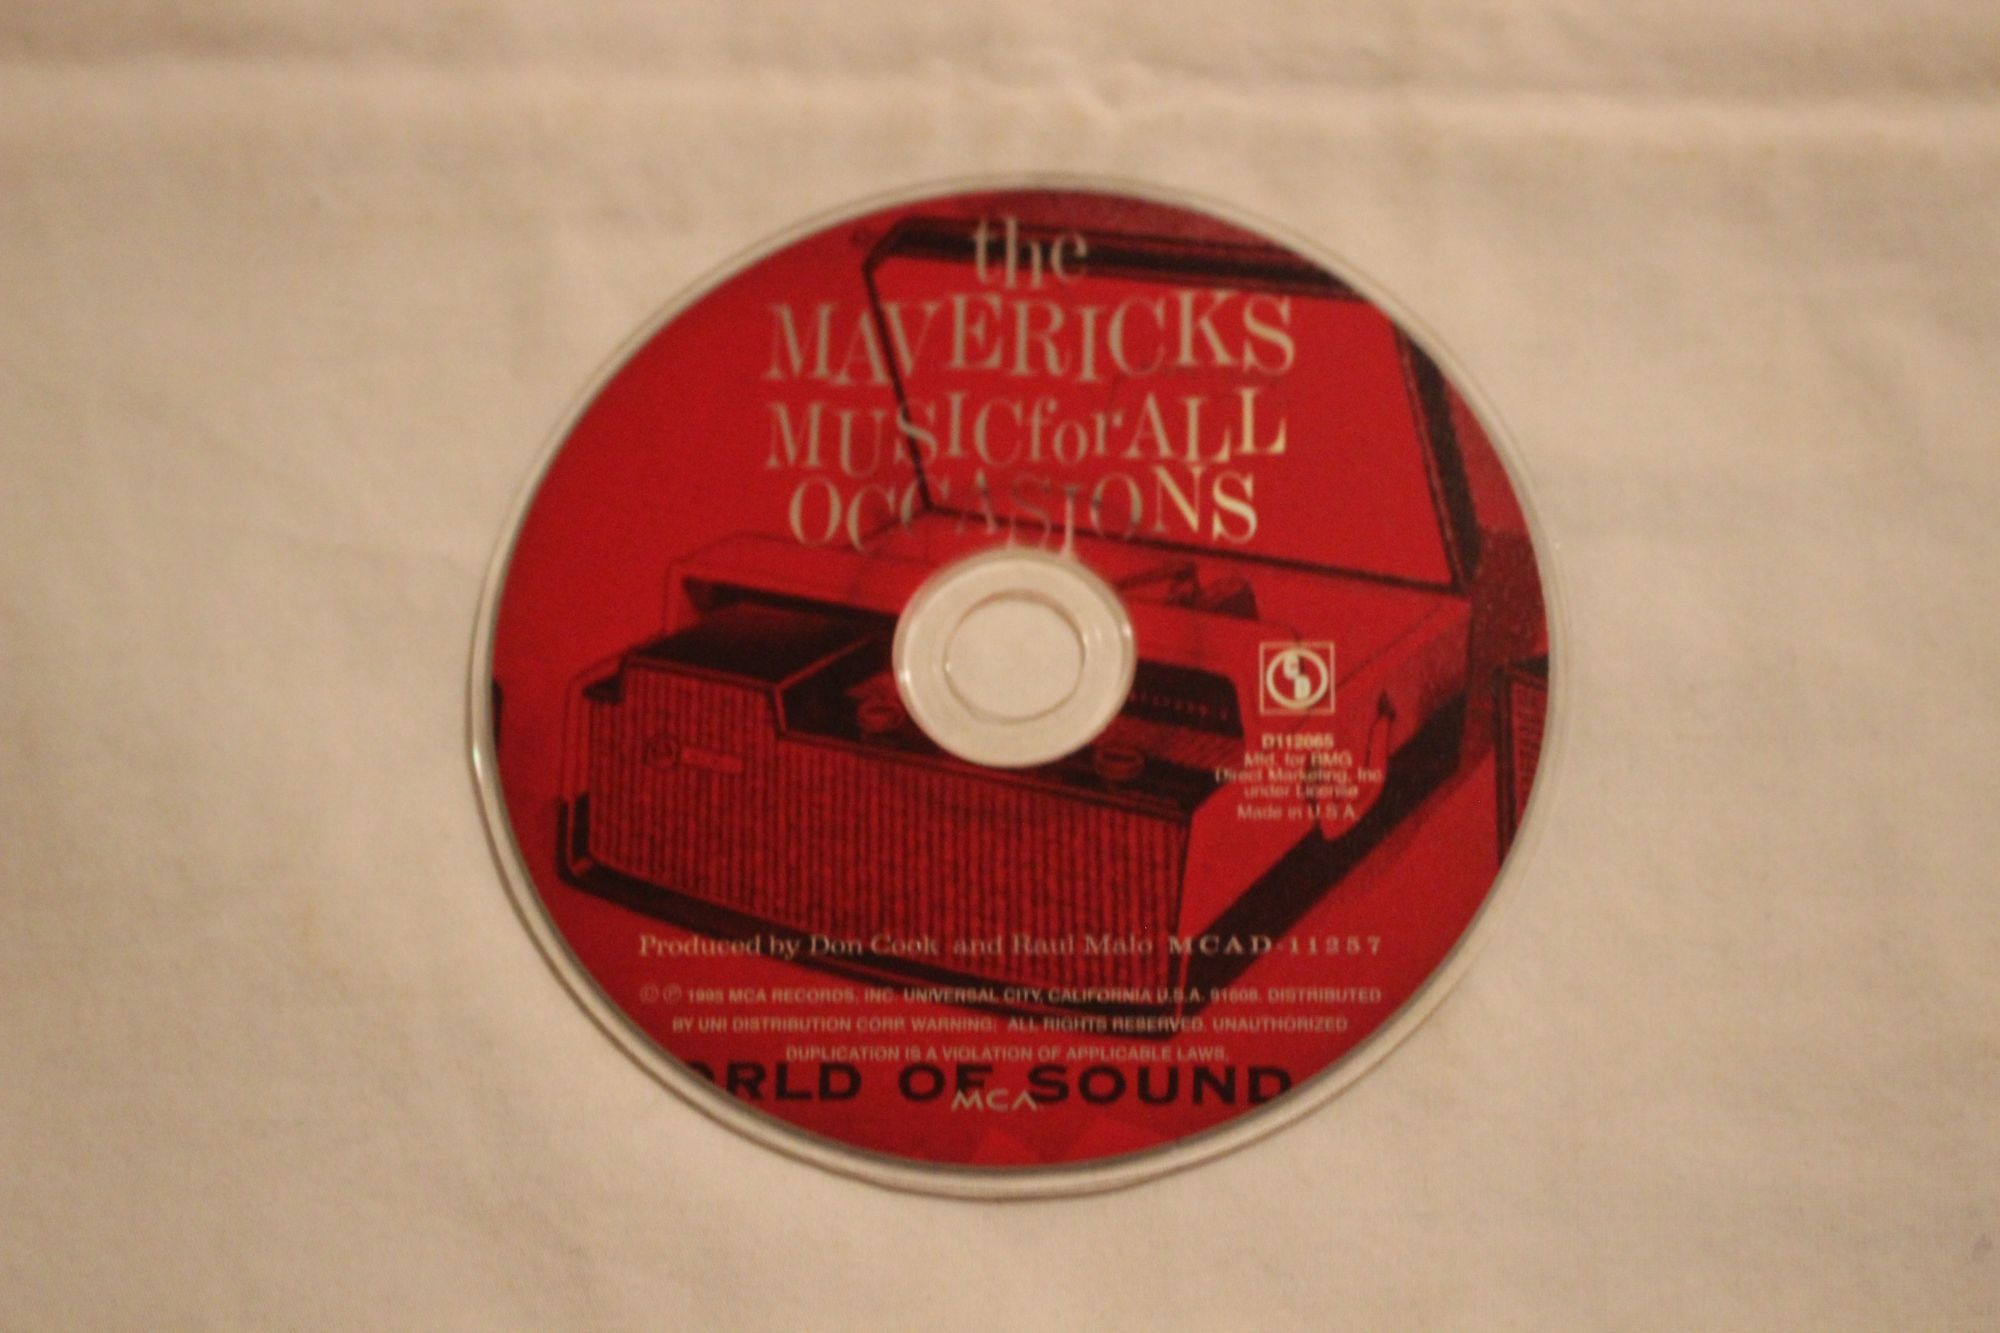 the
MAVERICKS
MUSIC for ALL
OCCASIONS
CD
D112065
Mfd. for BMG
Direct Marketing, Inc.
under License
Made in U.S.A.
Produced by Don Cook and Raul Malo MCAD-11257
© ℗ 1995 MCA RECORDS, INC. UNIVERSAL CITY, CALIFORNIA U.S.A. 91608. DISTRIBUTED
BY UNI DISTRIBUTION CORP. WARNING: ALL RIGHTS RESERVED. UNAUTHORIZED
DUPLICATION IS A VIOLATION OF APPLICABLE LAWS.
ORLD OF SOUND
MCA